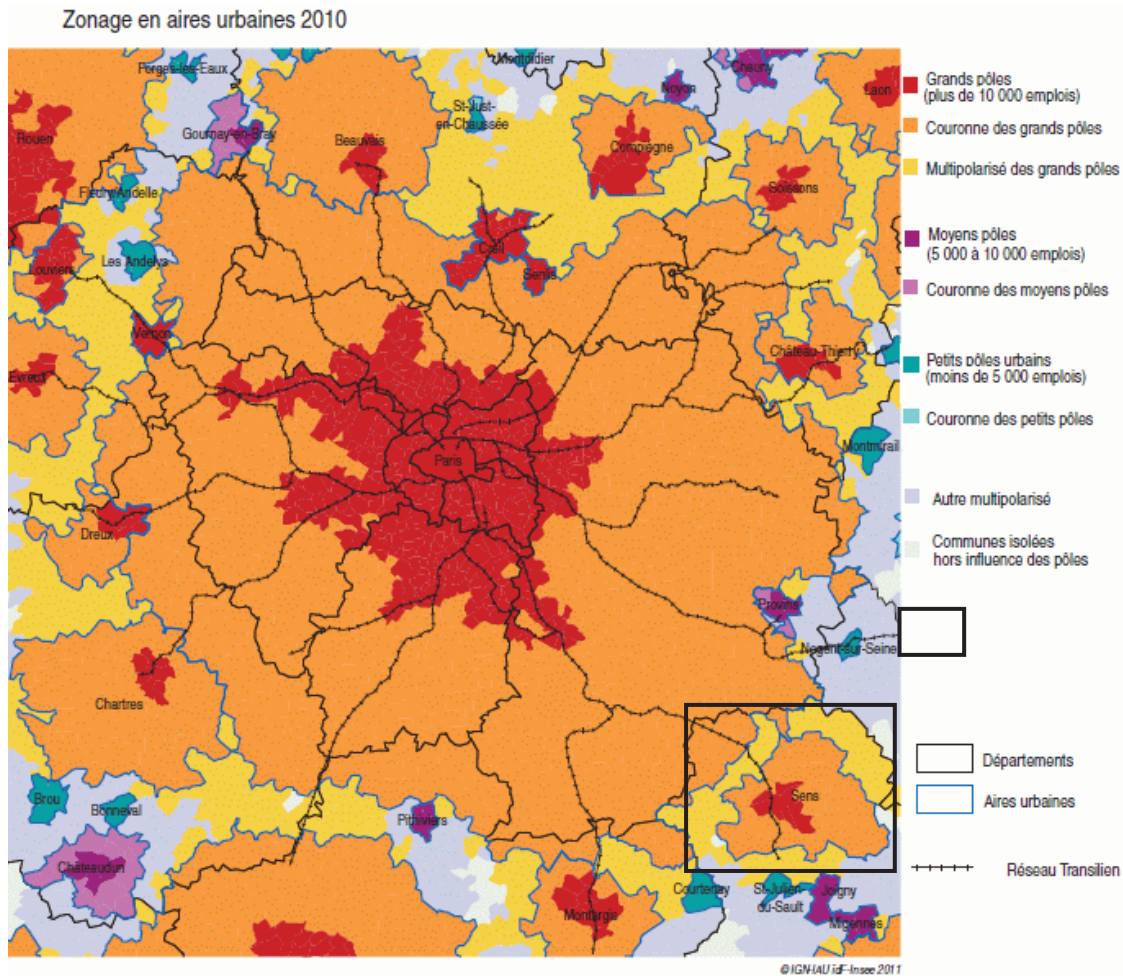 Zonage en aires urbaines 2010
Forges-les-Eaux
Montdidier
Chauny
Noyon
Laon
St-Just-
en-Chaussée
Rouen
Gournay-en-Bray
Beauvais
Compiègne
Soissons
Fleury/Andelle
Les Andelys
Creil
Senlis
Louviers
Vernon
Château-Thierry
Evreux
Montmirail
Paris
Dreux
Provins
Nogent-sur-Seine
Chartres
Sens
Brou
Bonneval
Pithiviers
Châteaudun
Montargis
Courtenay
St-Julien-
du-Sault
Joigny
Migennes
Grands pôles
(plus de 10 000 emplois)
Couronne des grands pôles
Multipolarisé des grands pôles
Moyens pôles
(5 000 à 10 000 emplois)
Couronne des moyens pôles
Petits pôles urbains
(moins de 5 000 emplois)
Couronne des petits pôles
Autre multipolarisé
Communes isolées
hors influence des pôles
Départements
Aires urbaines
Réseau Transilien
© IGN-IAU îdF-Insee 2011